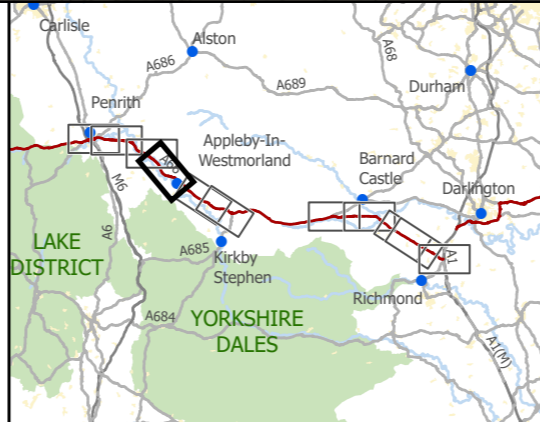 Carlisle
Alston
A686
A68
A689
Durham
Penrith
Appleby-In-
Westmorland
Barnard
Castle
A66
Darlington
M6
A6
LAKE
DISTRICT
A685
Kirkby
Stephen
A1
Richmond
A684
YORKSHIRE
DALES
A1(M)